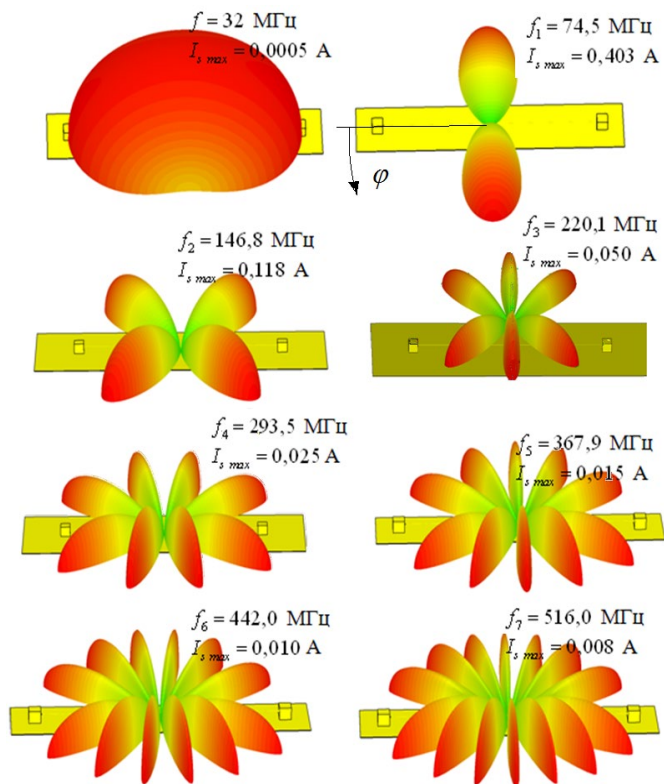 f = 32 МГц
I_s max = 0,0005 А
f₁ = 74,5 МГц
I_s max = 0,403 А
φ
f₂ = 146,8 МГц
I_s max = 0,118 А
f₃ = 220,1 МГц
I_s max = 0,050 А
f₄ = 293,5 МГц
I_s max = 0,025 А
f₅ = 367,9 МГц
I_s max = 0,015 А
f₆ = 442,0 МГц
I_s max = 0,010 А
f₇ = 516,0 МГц
I_s max = 0,008 А